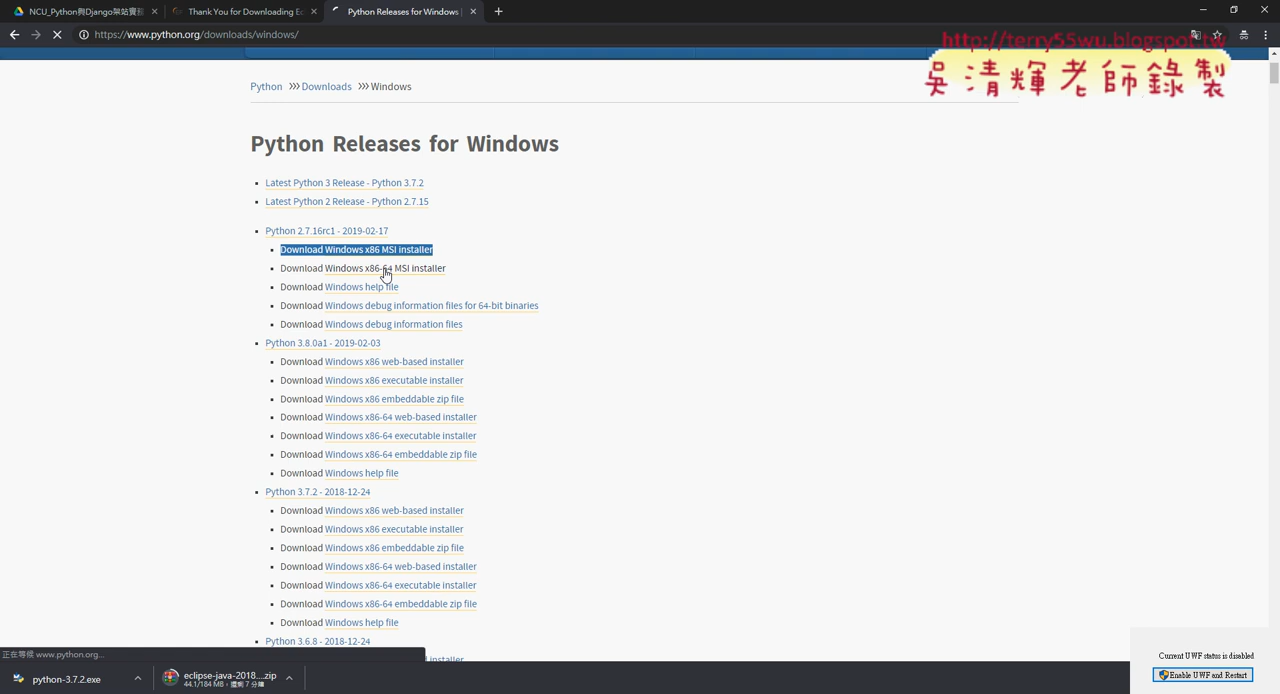 NCU_Python與Django架站實務
Thank You for Downloading Ec
Python Releases for Windows |
https://www.python.org/downloads/windows/
http://terry55wu.blogspot.tw
吳清輝老師錄製
Python >>> Downloads >>> Windows
Python Releases for Windows
Latest Python 3 Release - Python 3.7.2
Latest Python 2 Release - Python 2.7.15
Python 2.7.16rc1 - 2019-02-17
Download Windows x86 MSI installer
Download Windows x86-64 MSI installer
Download Windows help file
Download Windows debug information files for 64-bit binaries
Download Windows debug information files
Python 3.8.0a1 - 2019-02-03
Download Windows x86 web-based installer
Download Windows x86 executable installer
Download Windows x86 embeddable zip file
Download Windows x86-64 web-based installer
Download Windows x86-64 executable installer
Download Windows x86-64 embeddable zip file
Download Windows help file
Python 3.7.2 - 2018-12-24
Download Windows x86 web-based installer
Download Windows x86 executable installer
Download Windows x86 embeddable zip file
Download Windows x86-64 web-based installer
Download Windows x86-64 executable installer
Download Windows x86-64 embeddable zip file
Download Windows help file
Python 3.6.8 - 2018-12-24
installer
正在等候 www.python.org...
python-3.7.2.exe
eclipse-java-2018....zip
44.1/184 MB，還剩 7 分鐘
Current UWF status is disabled
Enable UWF and Restart